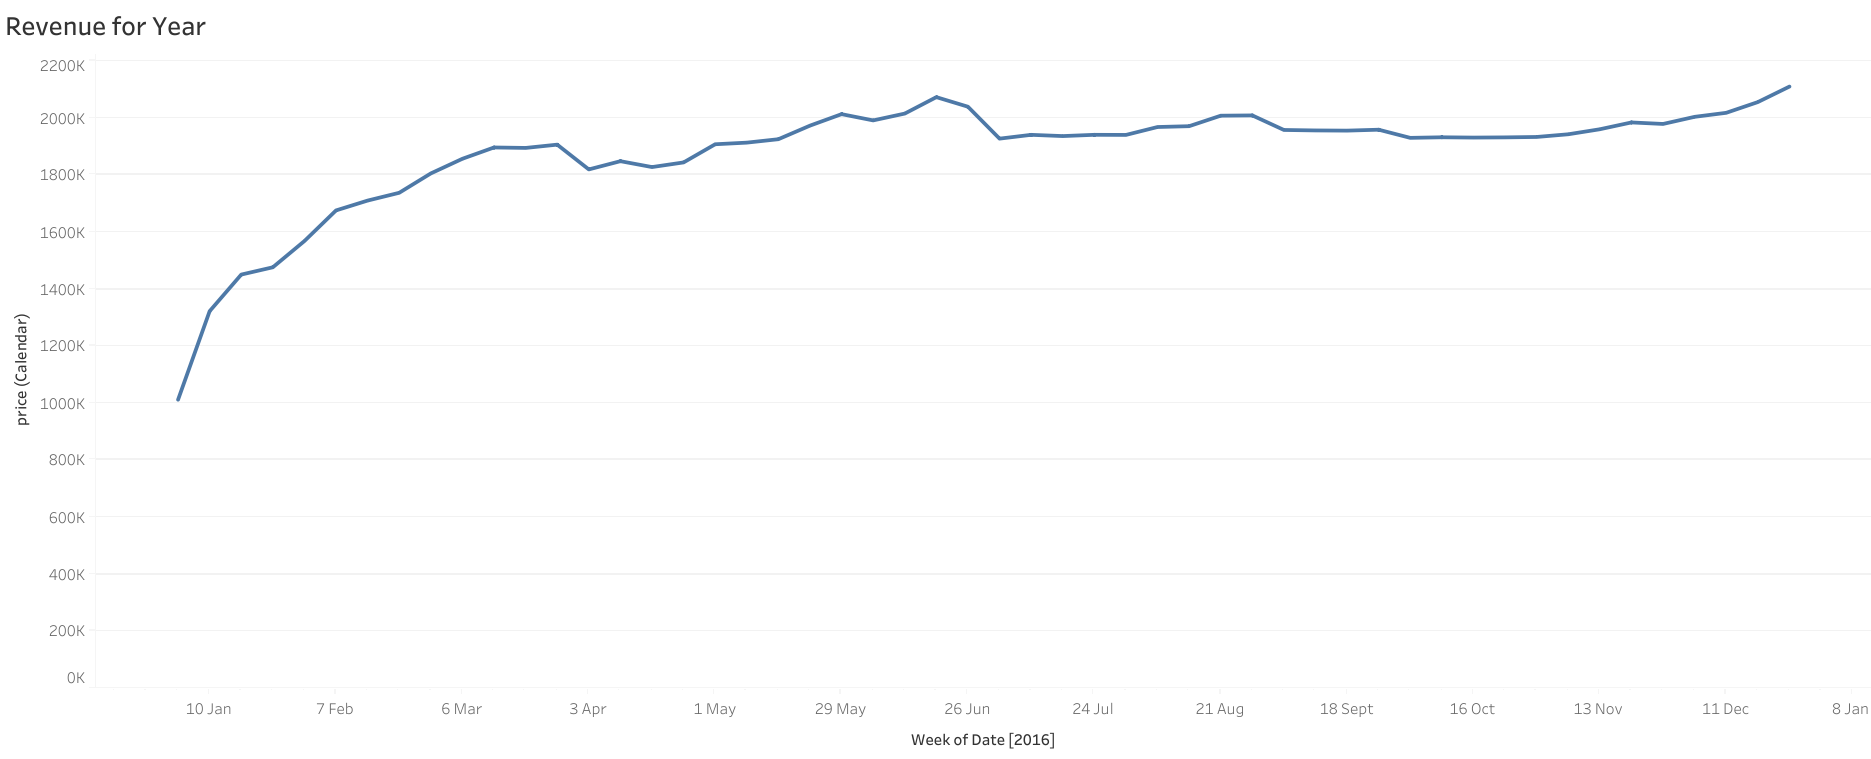 Revenue for Year
2200K
2000K
1800K
1600K
1400K
1200K
1000K
800K
600K
400K
200K
0K
price (Calendar)
10 Jan 7 Feb 6 Mar 3 Apr 1 May 29 May 26 Jun 24 Jul 21 Aug 18 Sept 16 Oct 13 Nov 11 Dec 8 Jan
Week of Date [2016]